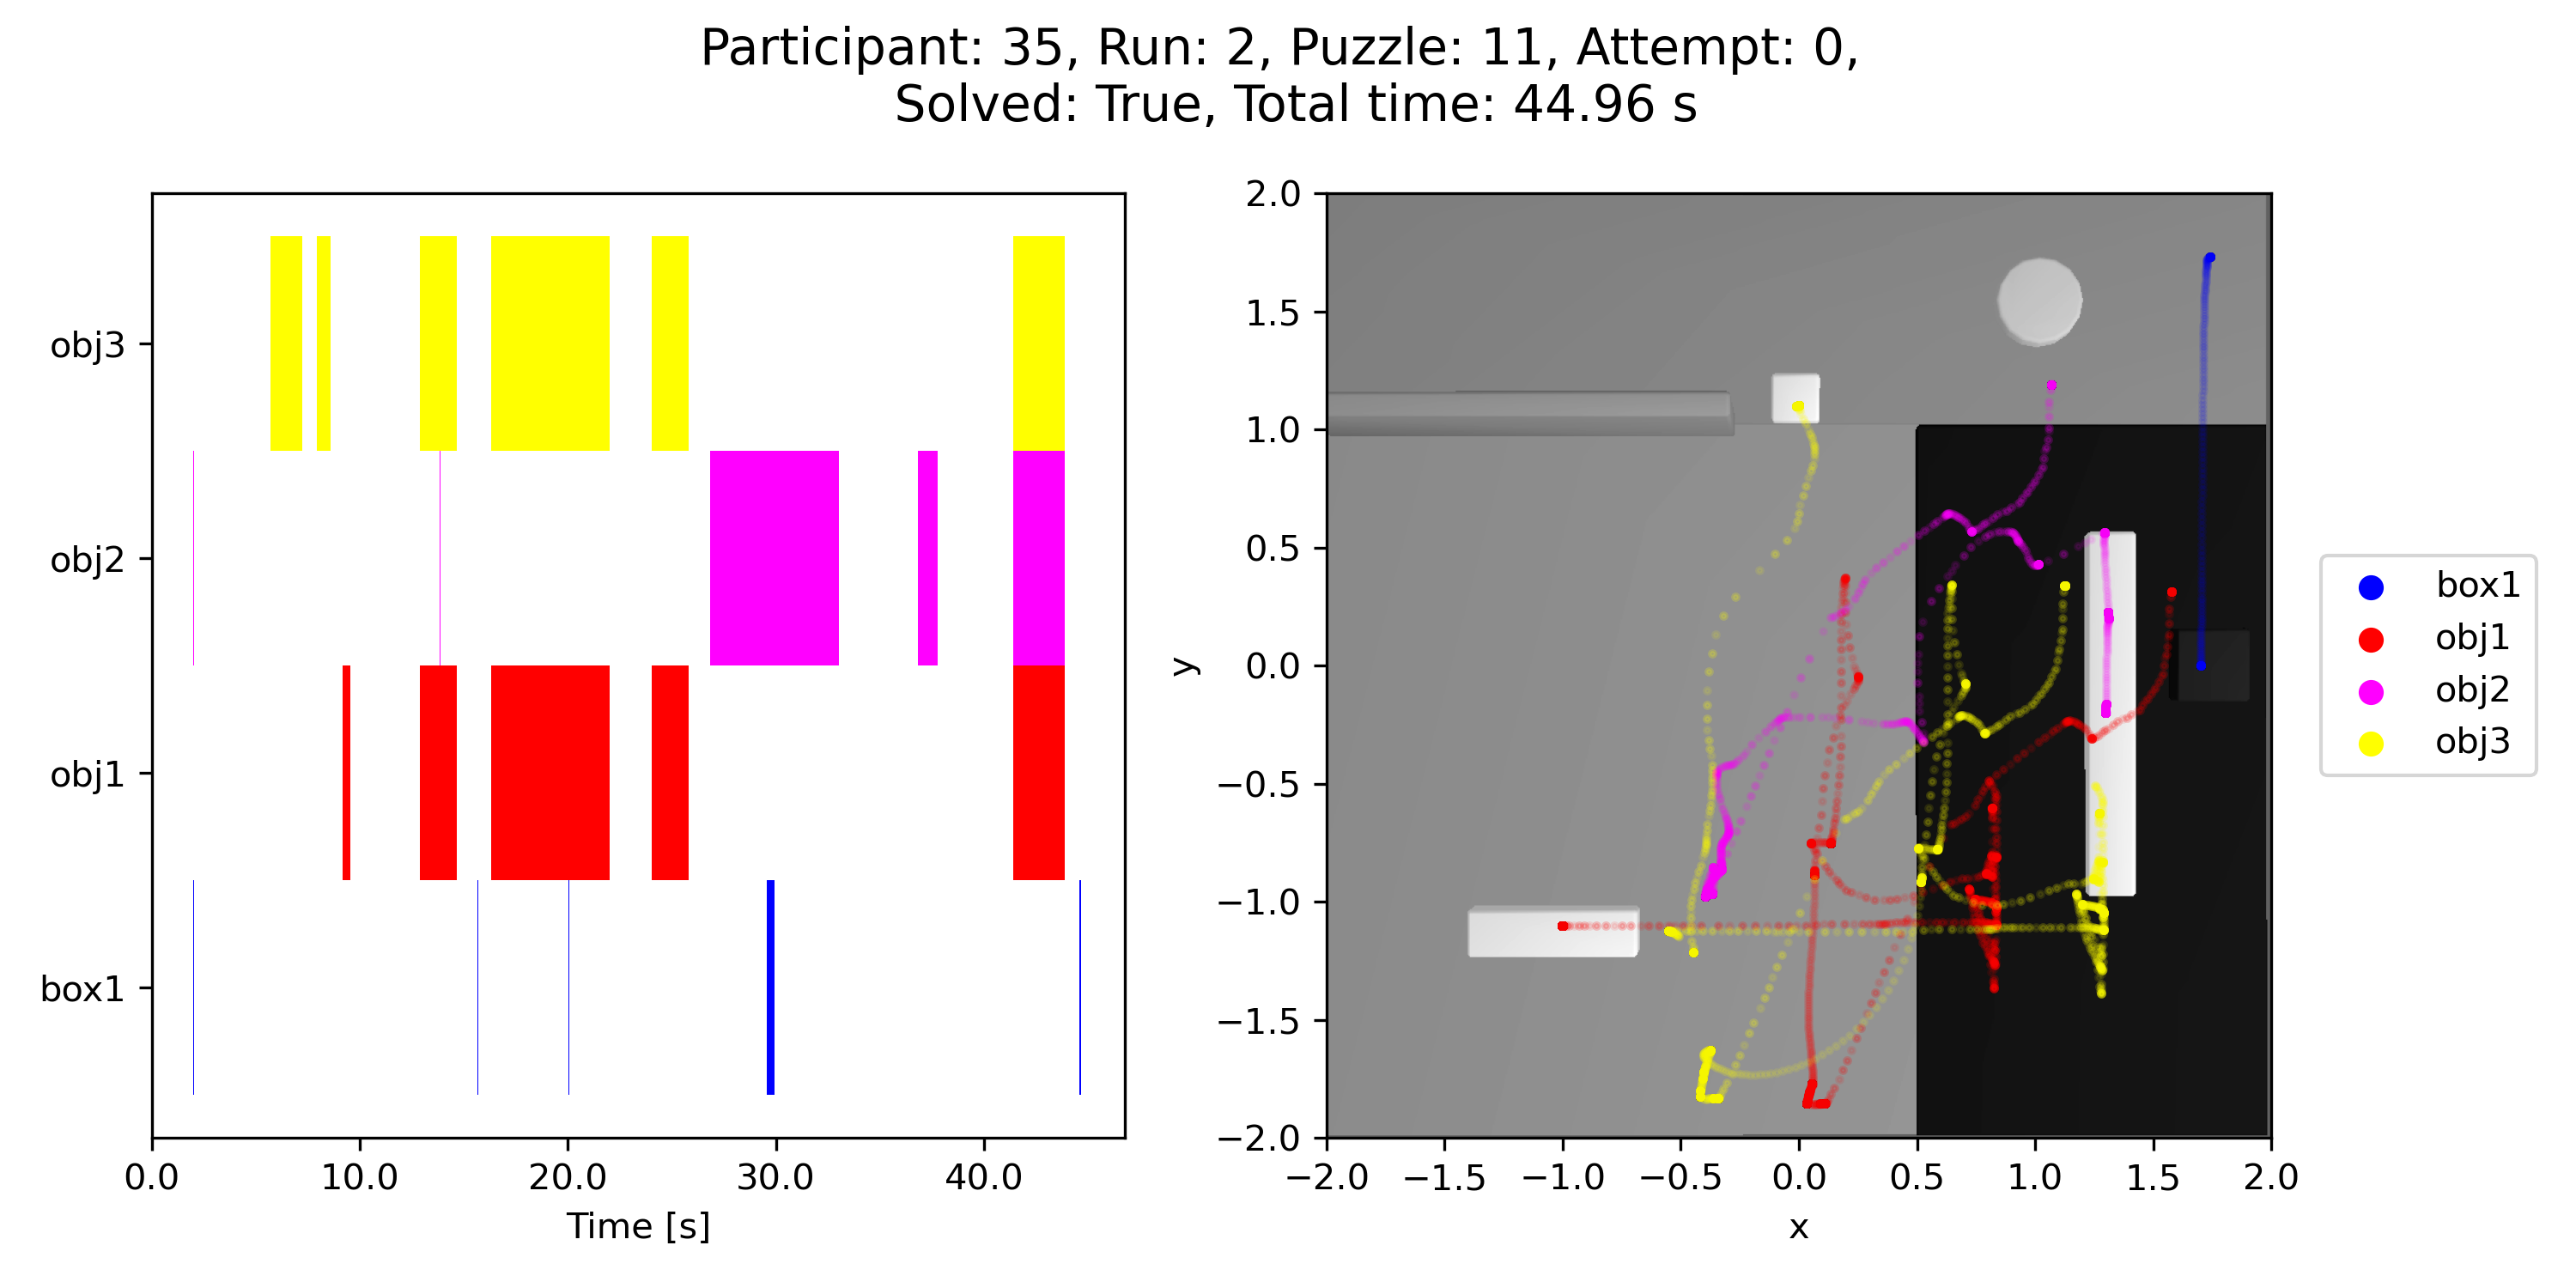 Participant: 35, Run: 2, Puzzle: 11, Attempt: 0,
Solved: True, Total time: 44.96 s
obj3
obj2
obj1
box1
0.0 10.0 20.0 30.0 40.0
Time [s]
2.0
1.5
1.0
0.5
0.0
−0.5
−1.0
−1.5
−2.0
y
−2.0 −1.5 −1.0 −0.5 0.0 0.5 1.0 1.5 2.0
x
box1
obj1
obj2
obj3